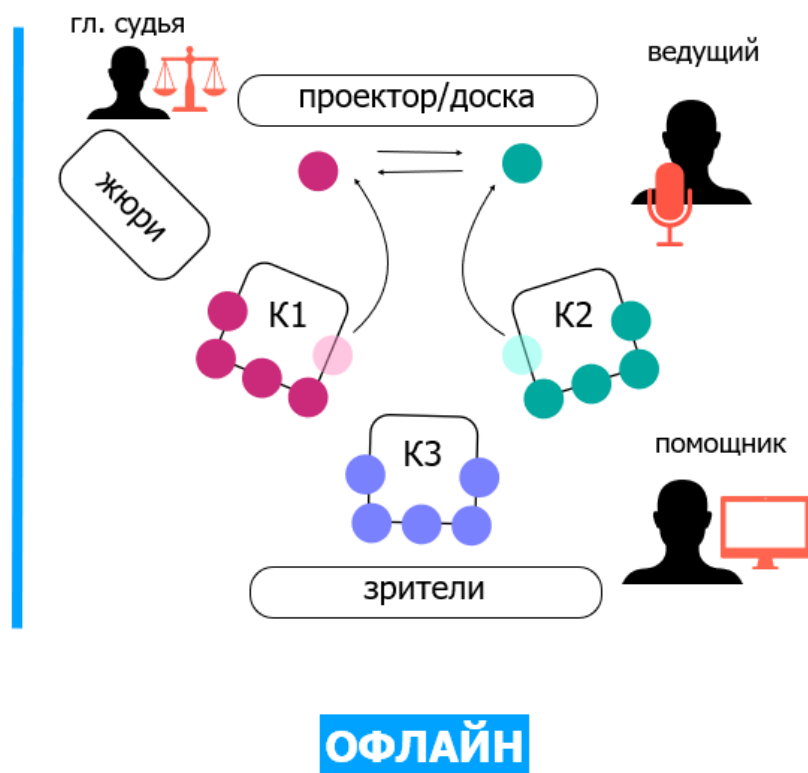 гл. судья
ведущий
проектор/доска
жюри
К1
К2
К3
помощник
зрители
ОФЛАЙН